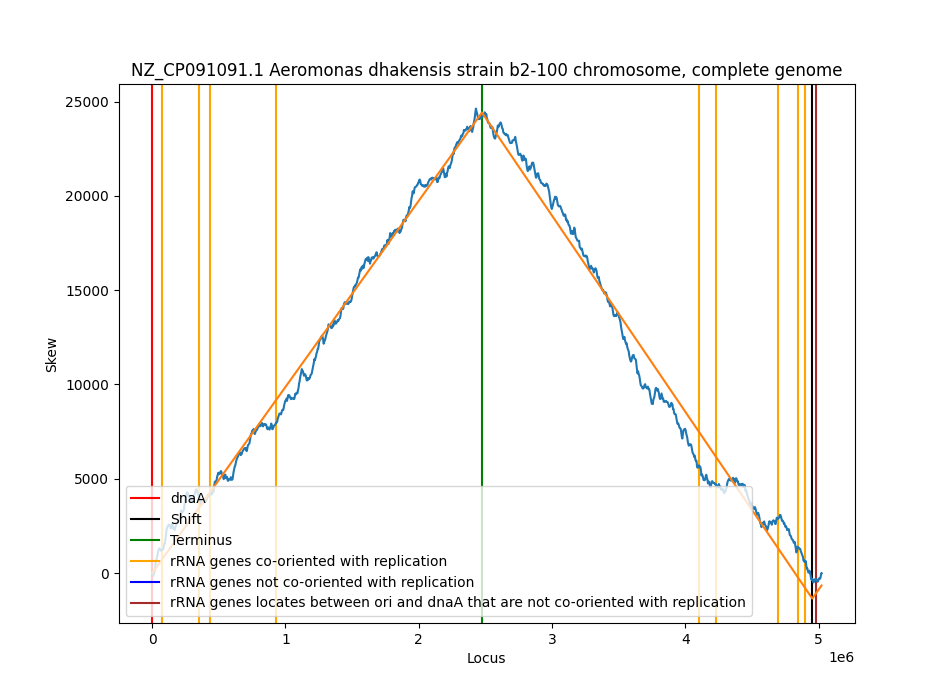 NZ_CP091091.1 Aeromonas dhakensis strain b2-100 chromosome, complete genome
25000
20000
15000
10000
5000
0
Skew
dnaA
Shift
Terminus
rRNA genes co-oriented with replication
rRNA genes not co-oriented with replication
rRNA genes locates between ori and dnaA that are not co-oriented with replication
0 1 2 3 4 5
1e6
Locus